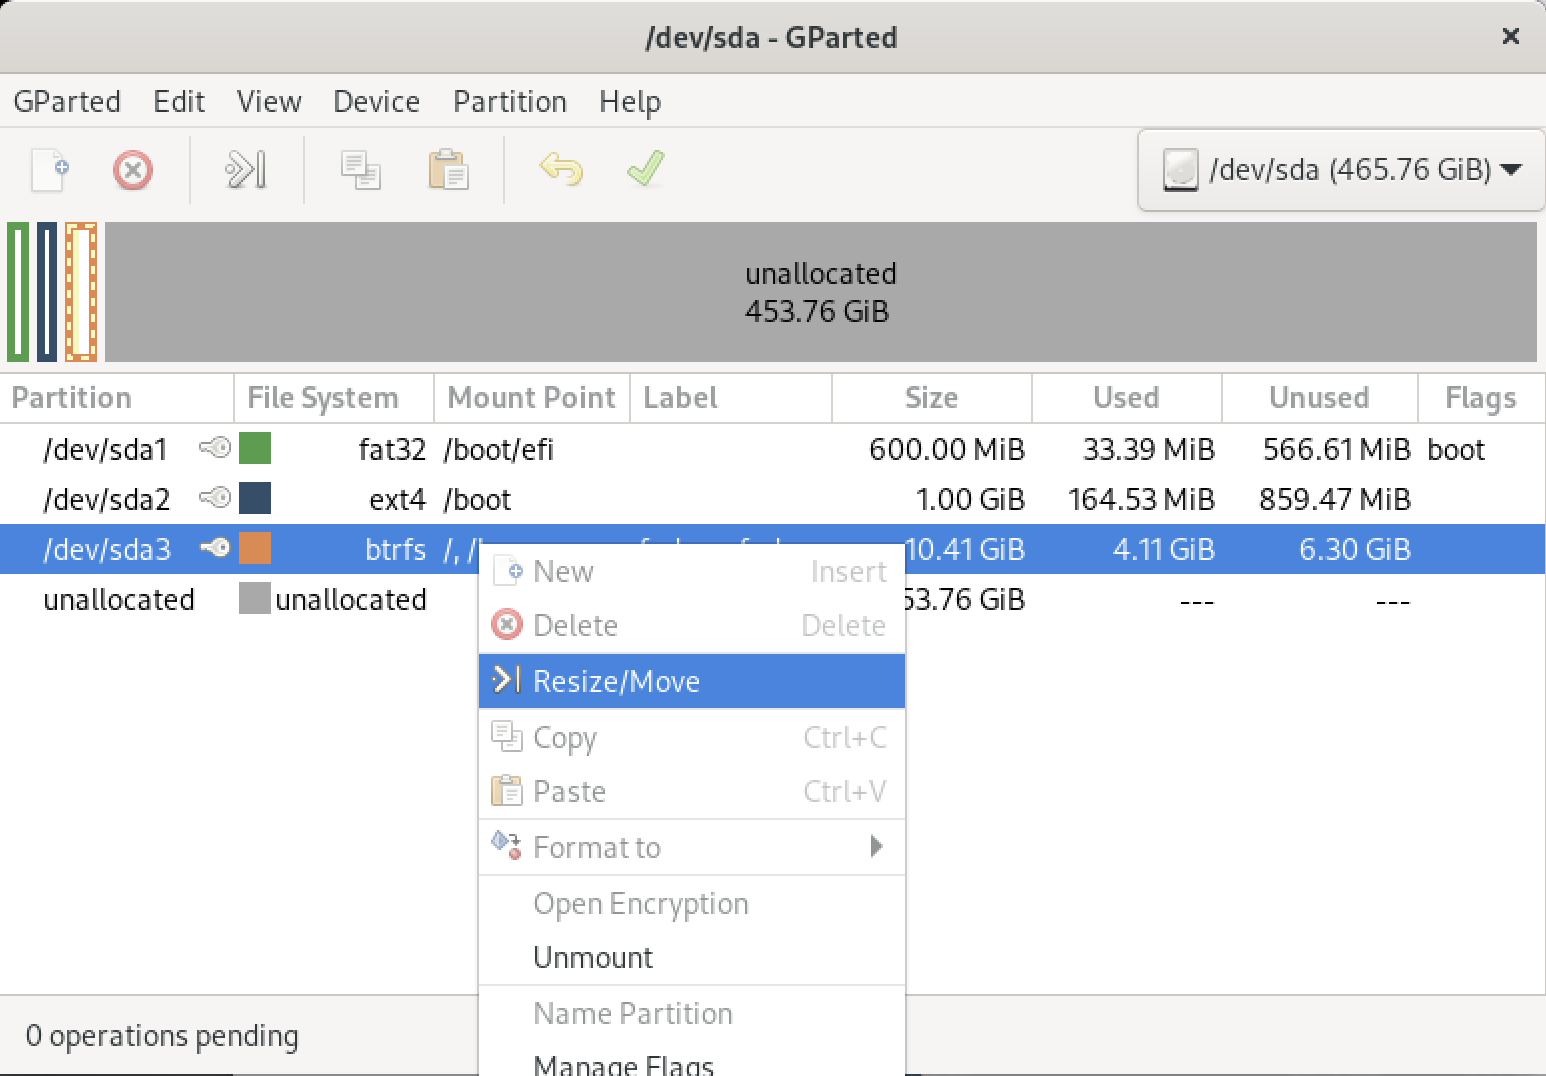 /dev/sda - GParted
GParted Edit View Device Partition Help
/dev/sda (465.76 GiB)
unallocated
453.76 GiB
Partition File System Mount Point Label Size Used Unused Flags
/dev/sda1 fat32 /boot/efi 600.00 MiB 33.39 MiB 566.61 MiB boot
/dev/sda2 ext4 /boot 1.00 GiB 164.53 MiB 859.47 MiB
/dev/sda3 btrfs /, / 10.41 GiB 4.11 GiB 6.30 GiB
New Insert
unallocated unallocated 53.76 GiB --- ---
Delete Delete
Resize/Move
Copy Ctrl+C
Paste Ctrl+V
Format to
Open Encryption
Unmount
Name Partition
0 operations pending
Manage Flags